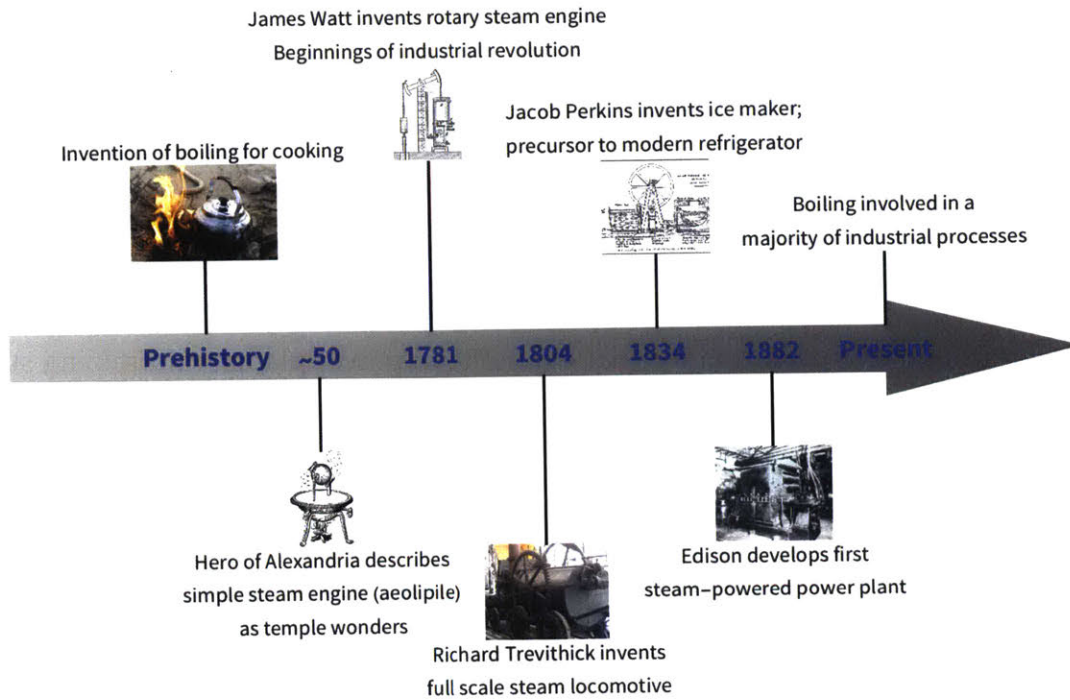 James Watt invents rotary steam engine
Beginnings of industrial revolution
Jacob Perkins invents ice maker;
precursor to modern refrigerator
Invention of boiling for cooking
Boiling involved in a
majority of industrial processes
Prehistory ~50 1781 1804 1834 1882 Present
Hero of Alexandria describes
simple steam engine (aeolipile)
as temple wonders
Edison develops first
steam-powered power plant
Richard Trevithick invents
full scale steam locomotive